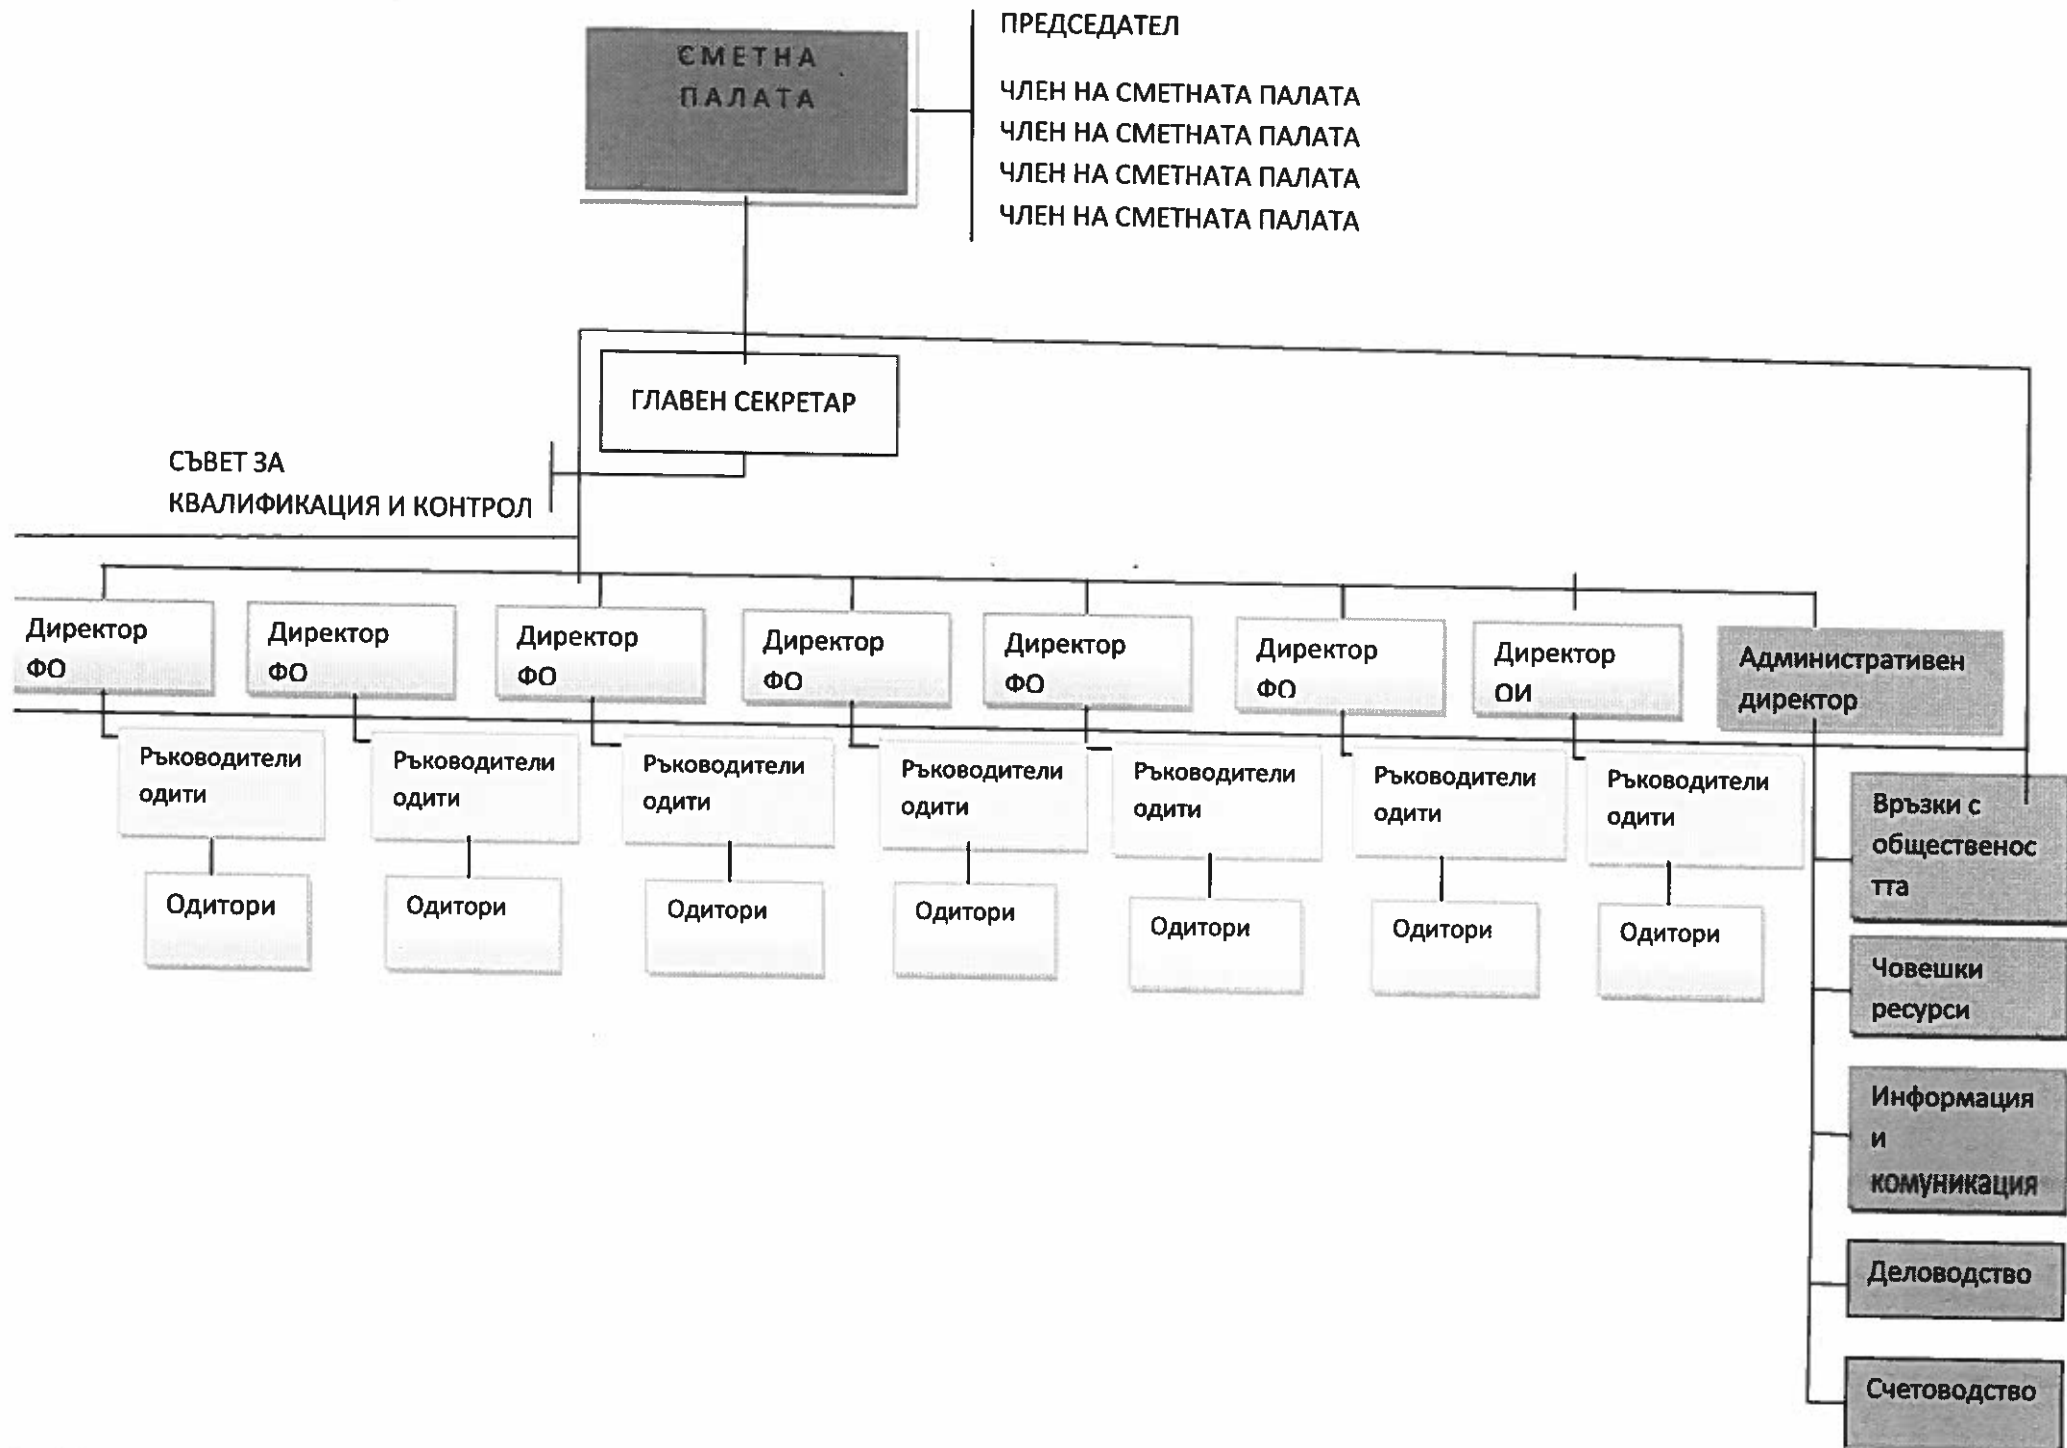 СМЕТНА
ПАЛАТА
ПРЕДСЕДАТЕЛ
ЧЛЕН НА СМЕТНАТА ПАЛАТА
ЧЛЕН НА СМЕТНАТА ПАЛАТА
ЧЛЕН НА СМЕТНАТА ПАЛАТА
ЧЛЕН НА СМЕТНАТА ПАЛАТА
ГЛАВЕН СЕКРЕТАР
СЪВЕТ ЗА
КВАЛИФИКАЦИЯ И КОНТРОЛ
Директор
ФО
Директор
ФО
Директор
ФО
Директор
ФО
Директор
ФО
Директор
ФО
Директор
ОИ
Административен
директор
Ръководители
одити
Ръководители
одити
Ръководители
одити
Ръководители
одити
Ръководители
одити
Ръководители
одити
Ръководители
одити
Одитори
Одитори
Одитори
Одитори
Одитори
Одитори
Одитори
Връзки с
общественос
тта
Човешки
ресурси
Информация
и
комуникация
Деловодство
Счетоводство